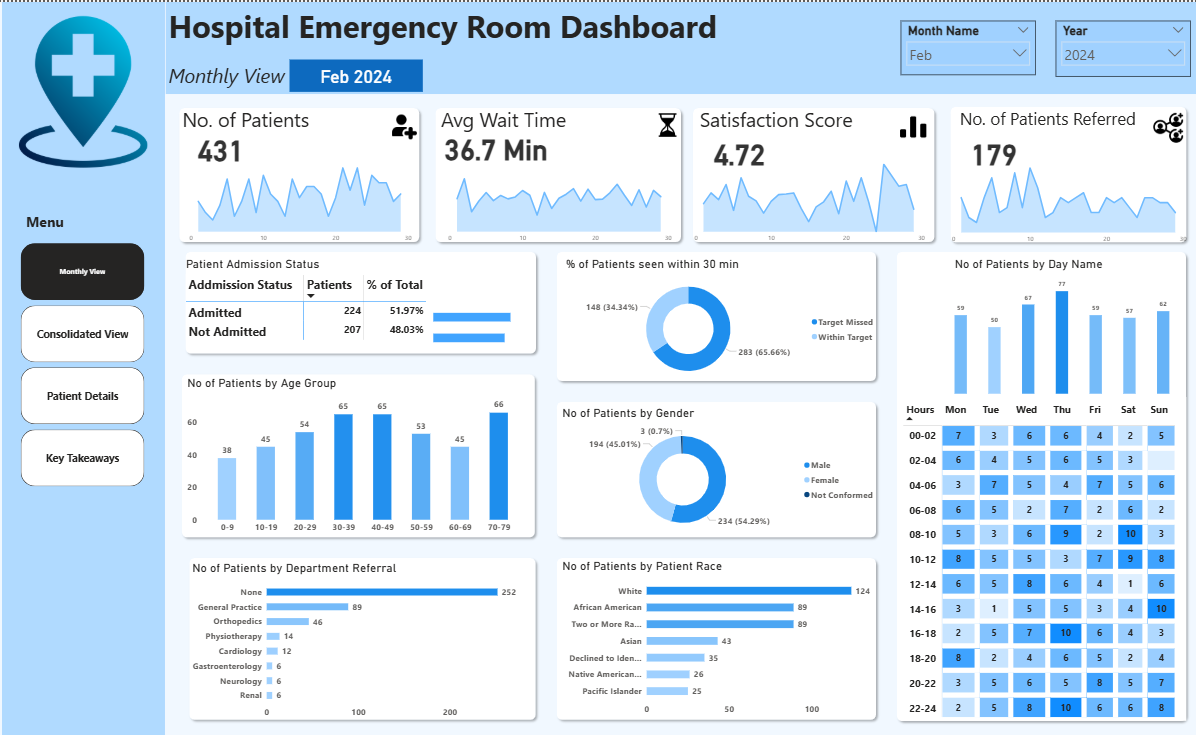 Hospital Emergency Room Dashboard
Monthly View Feb 2024
Month Name
Feb
Year
2024
Menu
Monthly View
Consolidated View
Patient Details
Key Takeaways
No. of Patients
431
0 10 20 30
Avg Wait Time
36.7 Min
0 10 20 30
Satisfaction Score
4.72
0 10 20 30
No. of Patients Referred
179
0 10 20 30
Patient Admission Status
Addmission Status Patients % of Total
Admitted 224 51.97%
Not Admitted 207 48.03%
% of Patients seen within 30 min
148 (34.34%)
283 (65.66%)
Target Missed
Within Target
No of Patients by Day Name
59 50 67 77 59 57 62
Hours Mon Tue Wed Thu Fri Sat Sun
00-02 7 3 6 6 4 2 5
02-04 6 4 5 6 5 3
04-06 3 7 5 4 7 5 6
06-08 6 5 2 7 2 6 2
08-10 5 3 6 9 2 10 3
10-12 8 5 5 3 7 9 8
12-14 6 5 8 6 4 1 6
14-16 3 1 5 5 3 4 10
16-18 2 5 7 10 6 4 3
18-20 8 2 4 6 5 2 4
20-22 3 5 6 5 8 5 7
22-24 2 5 8 10 6 6 8
No of Patients by Age Group
60
40
20
0
38 45 54 65 65 53 45 66
0-9 10-19 20-29 30-39 40-49 50-59 60-69 70-79
No of Patients by Gender
3 (0.7%)
194 (45.01%)
234 (54.29%)
Male
Female
Not Conformed
No of Patients by Department Referral
None 252
General Practice 89
Orthopedics 46
Physiotherapy 14
Cardiology 12
Gastroenterology 6
Neurology 6
Renal 6
0 100 200
No of Patients by Patient Race
White 124
African American 89
Two or More Ra... 89
Asian 43
Declined to Iden... 35
Native American... 26
Pacific Islander 25
0 50 100